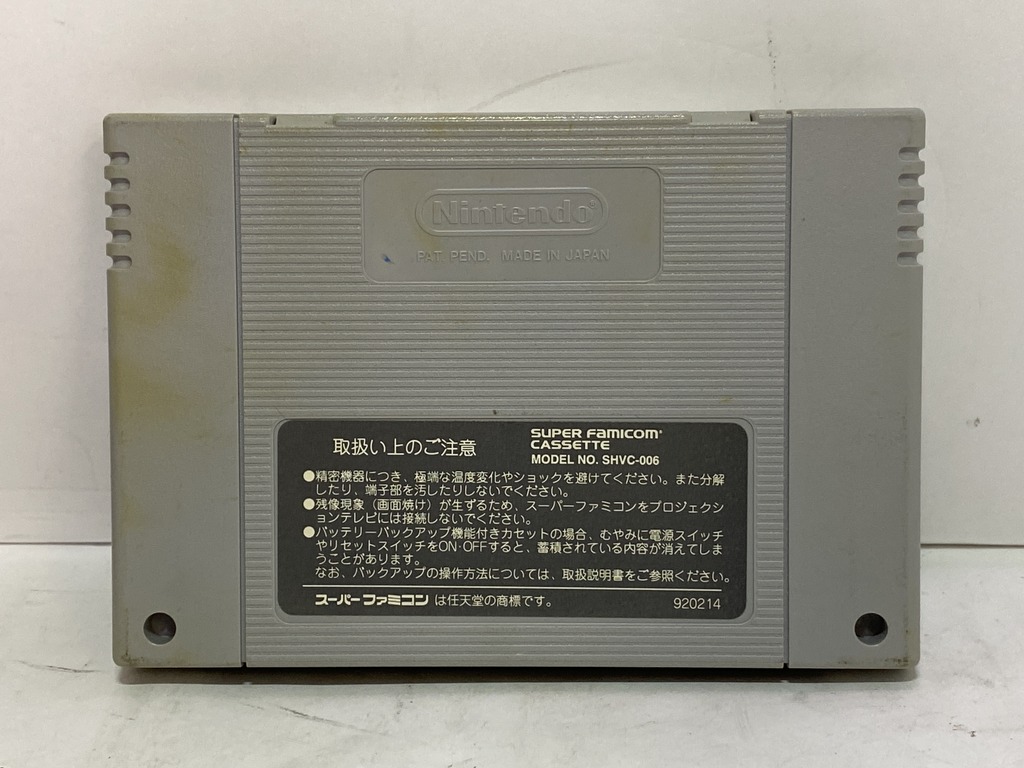 Nintendo®
PAT. PEND. MADE IN JAPAN
取扱い上のご注意
SUPER FAMICOM®
CASSETTE
MODEL NO. SHVC-006
●精密機器につき、極端な温度変化やショックを避けてください。また分解
したり、端子部を汚したりしないでください。
●残像現象（画面焼け）が生ずるため、スーパーファミコンをプロジェクシ
ョンテレビには接続しないでください。
●バッテリーバックアップ機能付きカセットの場合、むやみに電源スイッチ
やリセットスイッチをON・OFFすると、蓄積されている内容が消えてしま
うことがあります。
なお、バックアップの操作方法については、取扱説明書をご参照ください。
スーパーファミコン は任天堂の商標です。
920214